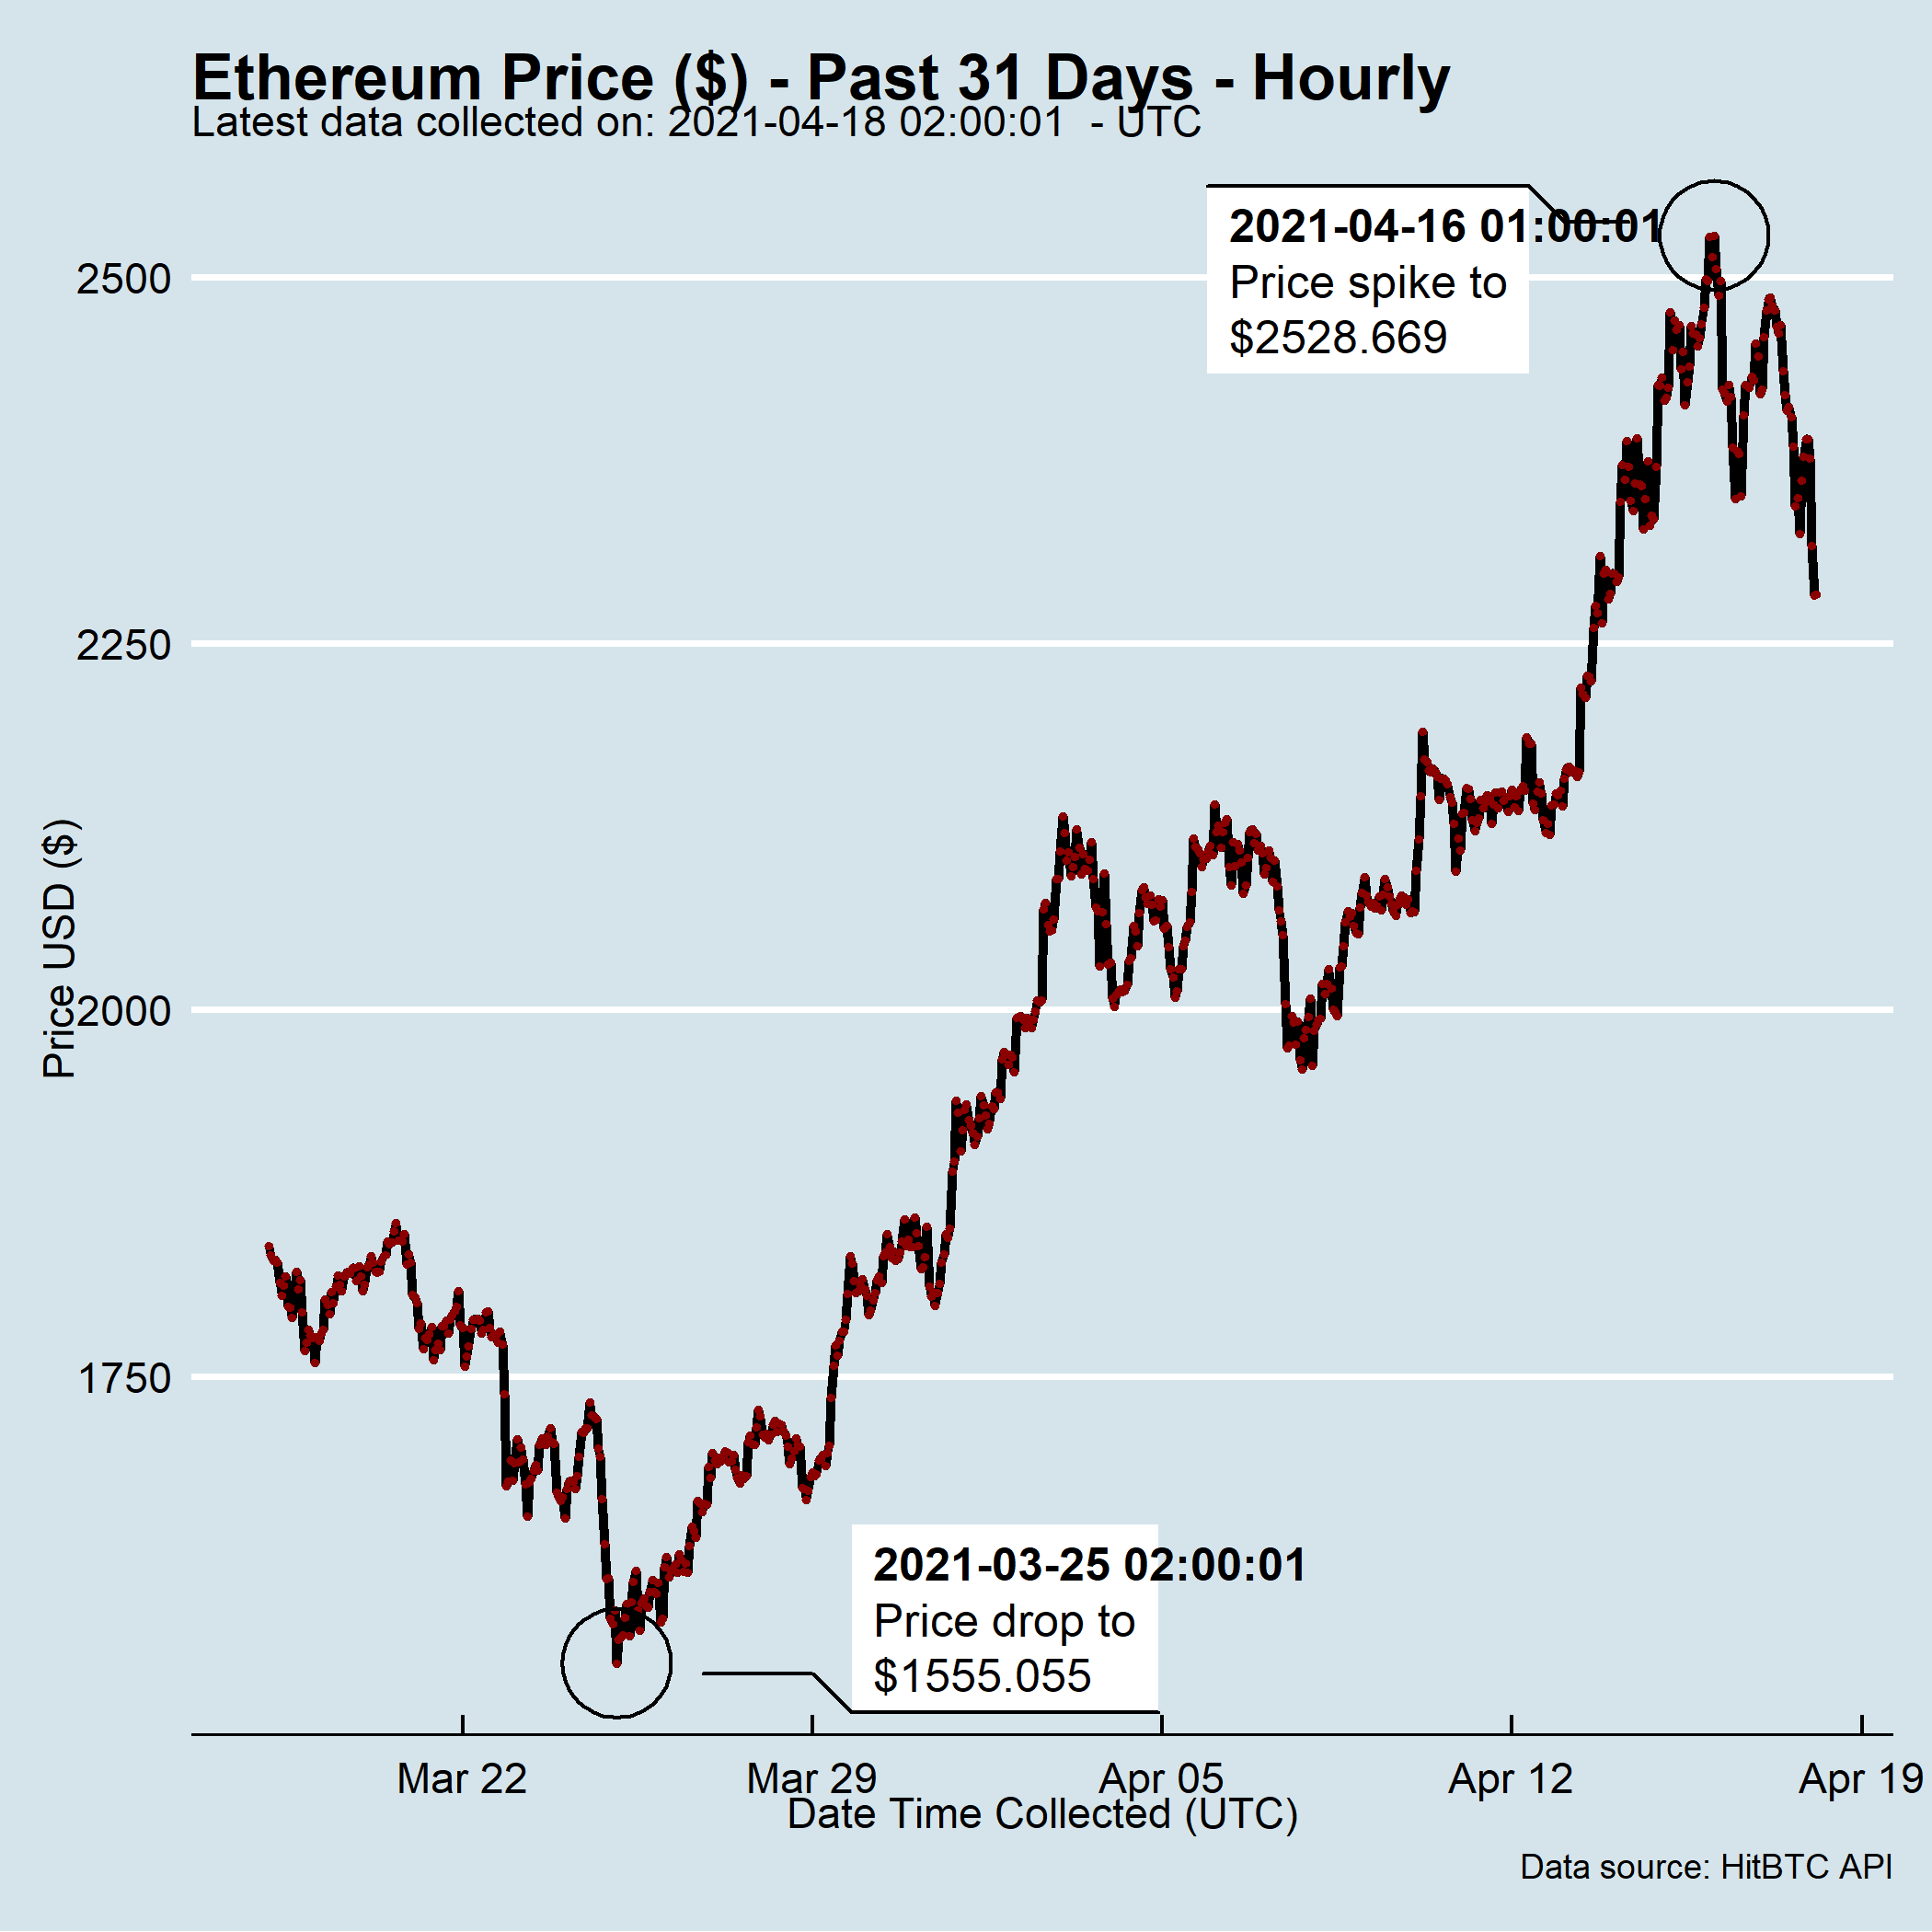 Ethereum Price ($) - Past 31 Days - Hourly
Latest data collected on: 2021-04-18 02:00:01  - UTC
2021-04-16 01:00:01
Price spike to
$2528.669
2500
2250
2000
1750
Price USD ($)
2021-03-25 02:00:01
Price drop to
$1555.055
Mar 22
Mar 29
Apr 05
Apr 12
Apr 19
Date Time Collected (UTC)
Data source: HitBTC API